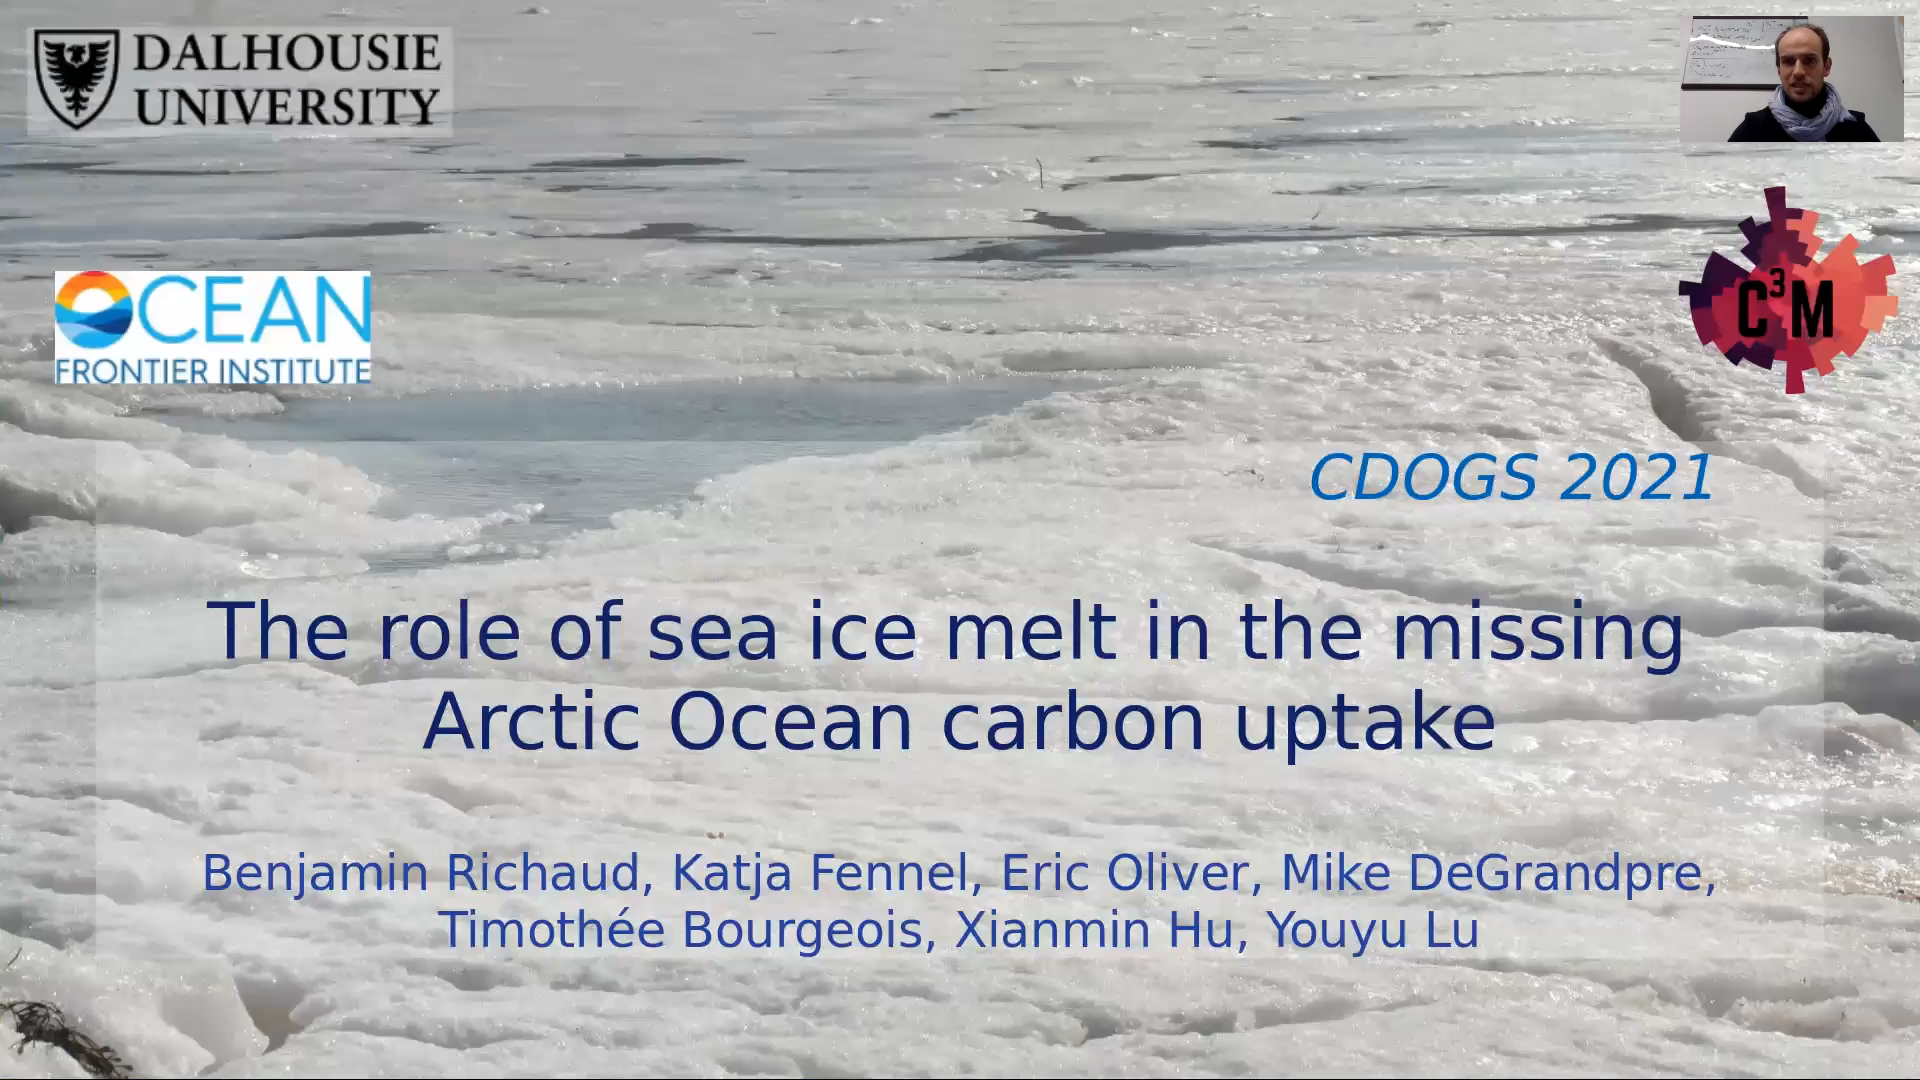 DALHOUSIE
UNIVERSITY
OCEAN
FRONTIER INSTITUTE
C³M
CDOGS 2021
The role of sea ice melt in the missing
Arctic Ocean carbon uptake
Benjamin Richaud, Katja Fennel, Eric Oliver, Mike DeGrandpre,
Timothée Bourgeois, Xianmin Hu, Youyu Lu